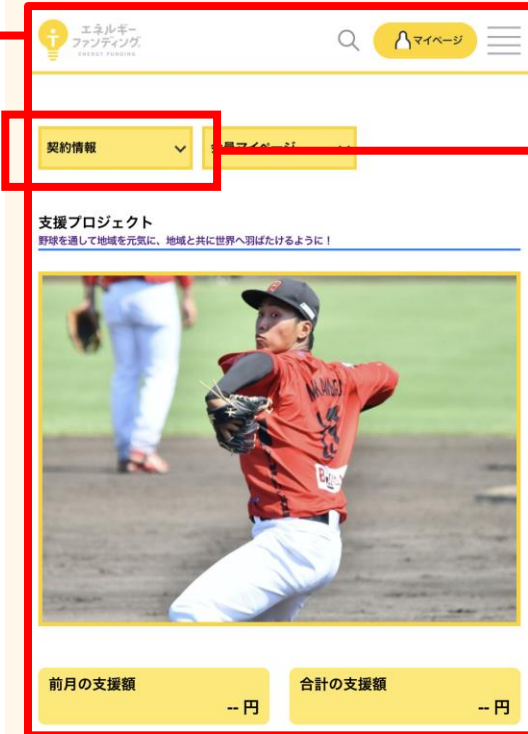 エネルギー
ファンディング
ENERGY FUNDING
マイページ
契約情報
支援プロジェクト
野球を通して地域を元気に、地域と共に世界へ羽ばたけるように！
前月の支援額
-- 円
合計の支援額
-- 円